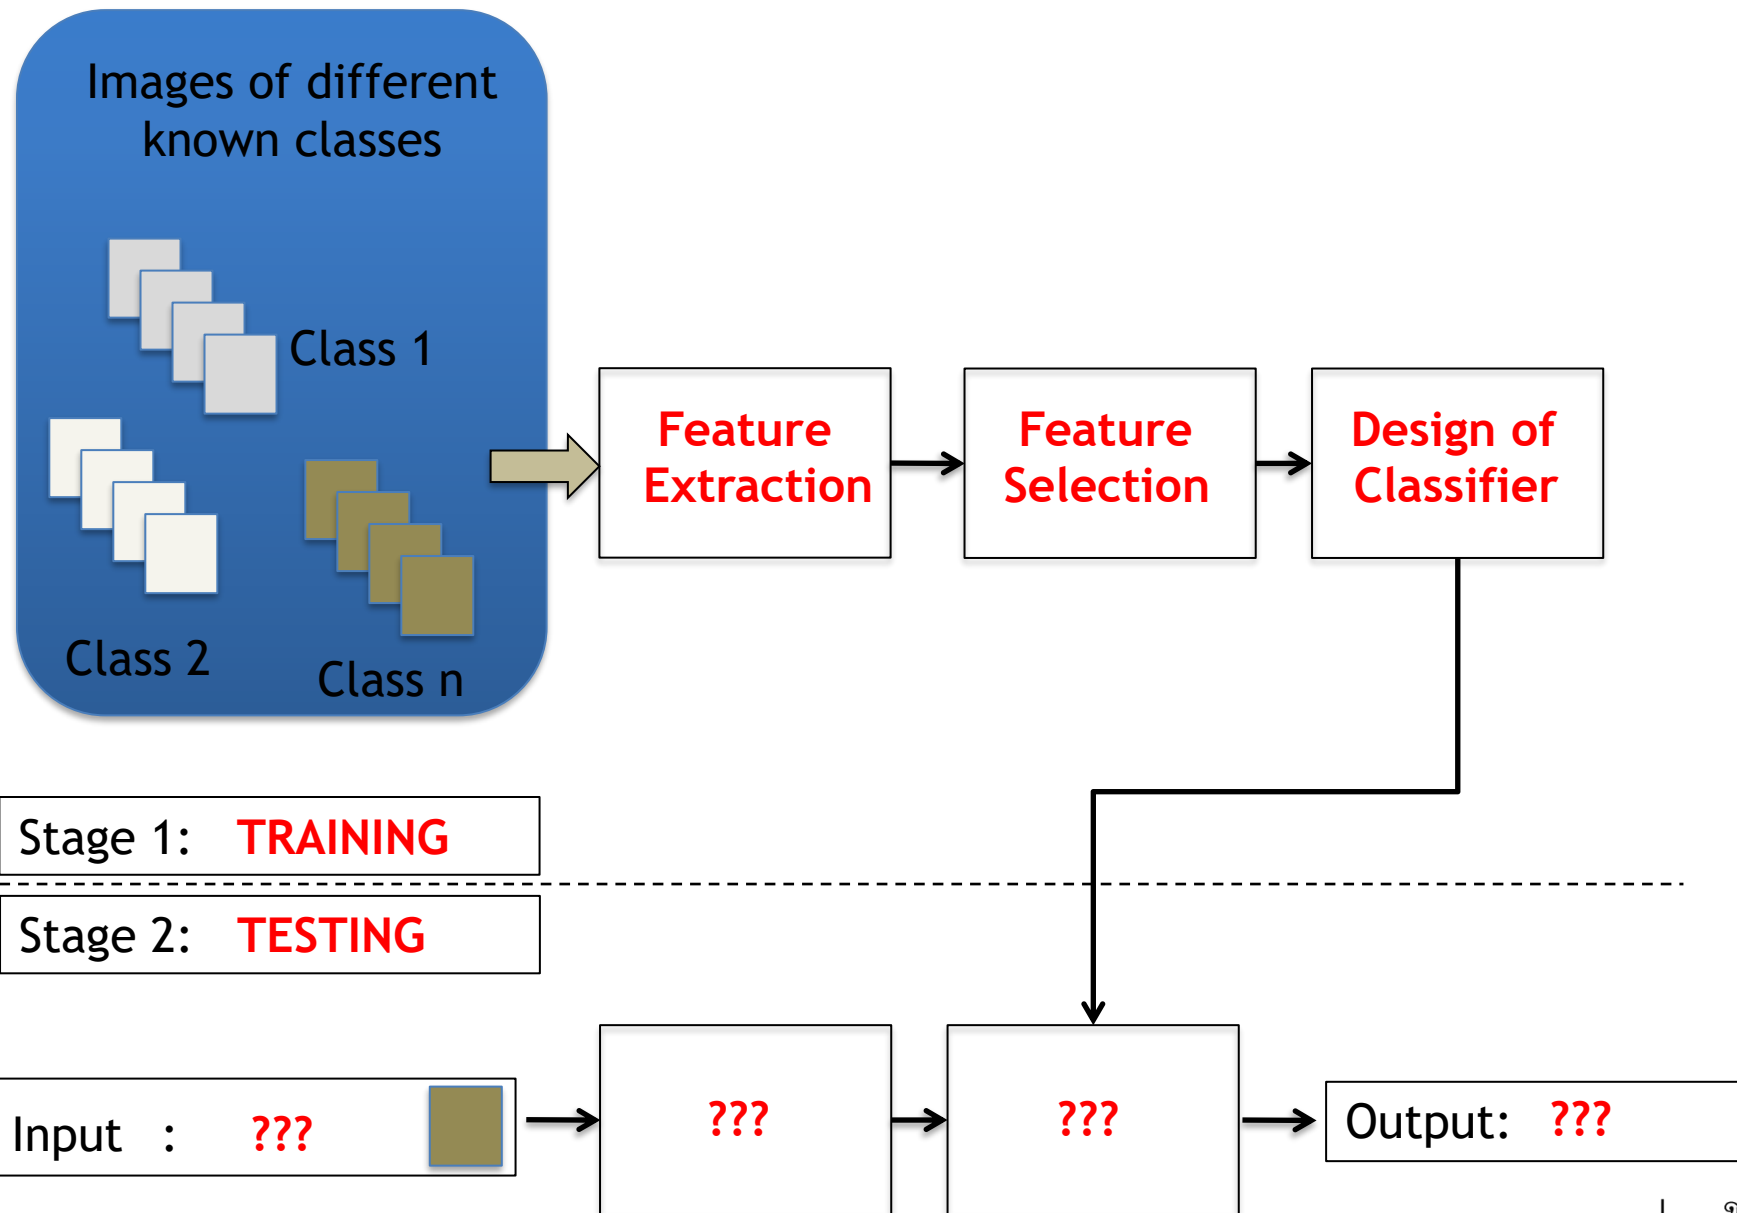 Images of different
known classes
Class 1
Class 2
Class n
Feature
Extraction
Feature
Selection
Design of
Classifier
Stage 1: TRAINING
Stage 2: TESTING
Input : ???
???
???
Output: ???